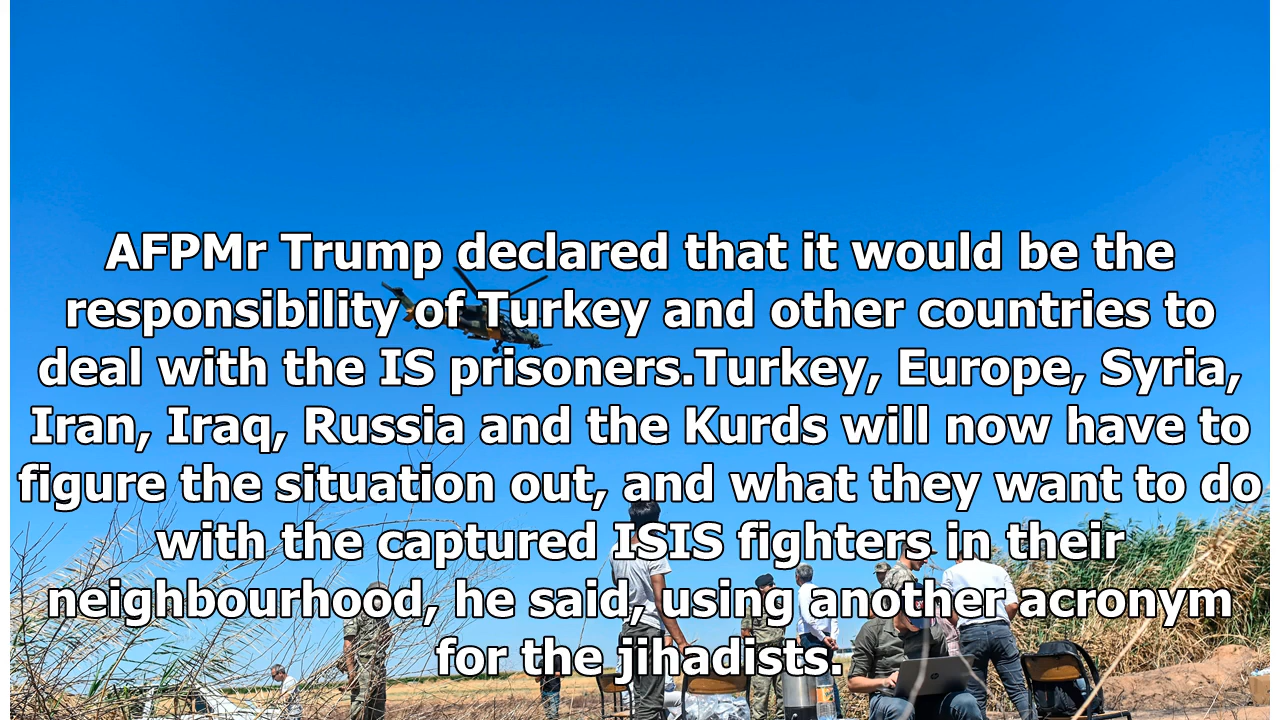 AFPMr Trump declared that it would be the
responsibility of Turkey and other countries to
deal with the IS prisoners.Turkey, Europe, Syria,
Iran, Iraq, Russia and the Kurds will now have to
figure the situation out, and what they want to do
with the captured ISIS fighters in their
neighbourhood, he said, using another acronym
for the jihadists.